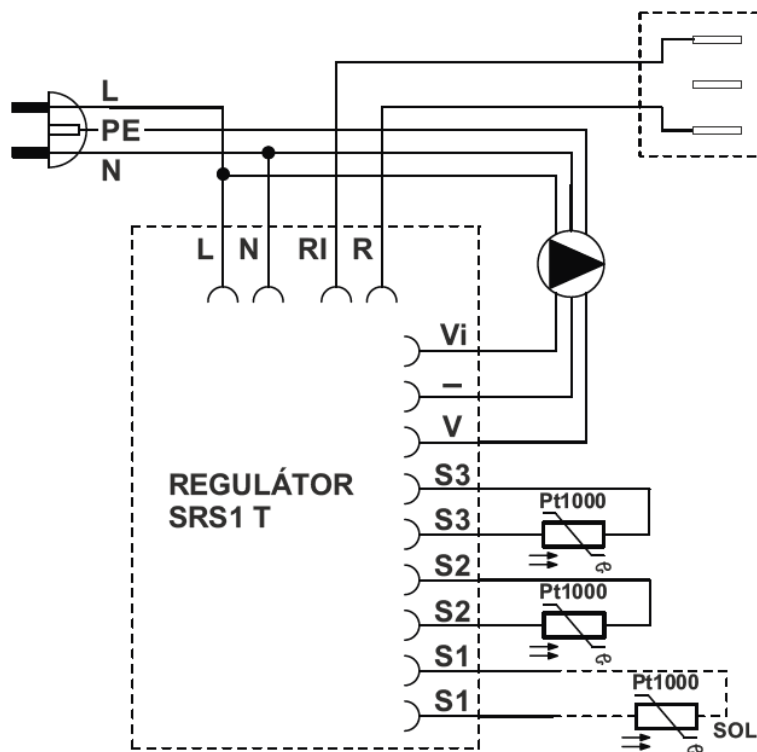 L
PE
N
L N RI R
Vi
–
V
REGULÁTOR
SRS1 T
S3
Pt1000
S3
S2
Pt1000
S2
S1
Pt1000
S1
SOL